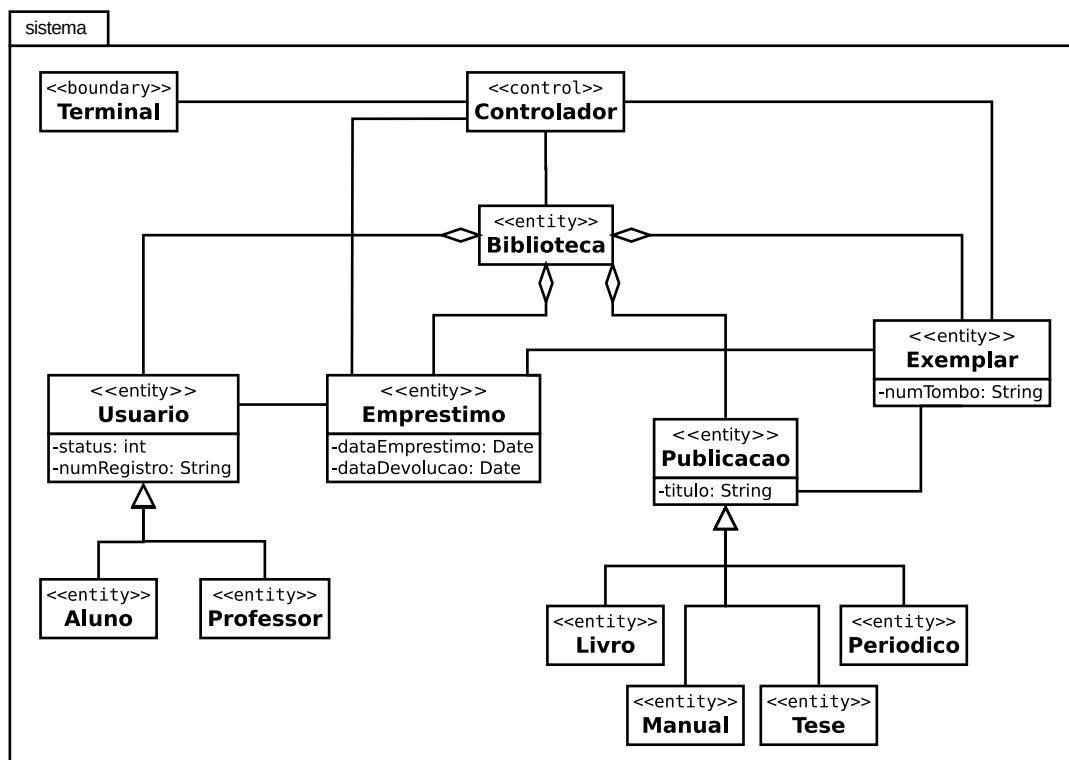 sistema
<<boundary>>
Terminal
<<control>>
Controlador
<<entity>>
Biblioteca
<<entity>>
Exemplar
-numTombo: String
<<entity>>
Usuario
-status: int
-numRegistro: String
<<entity>>
Emprestimo
-dataEmprestimo: Date
-dataDevolucao: Date
<<entity>>
Publicacao
-titulo: String
<<entity>>
Aluno
<<entity>>
Professor
<<entity>>
Livro
<<entity>>
Periodico
<<entity>>
Manual
<<entity>>
Tese